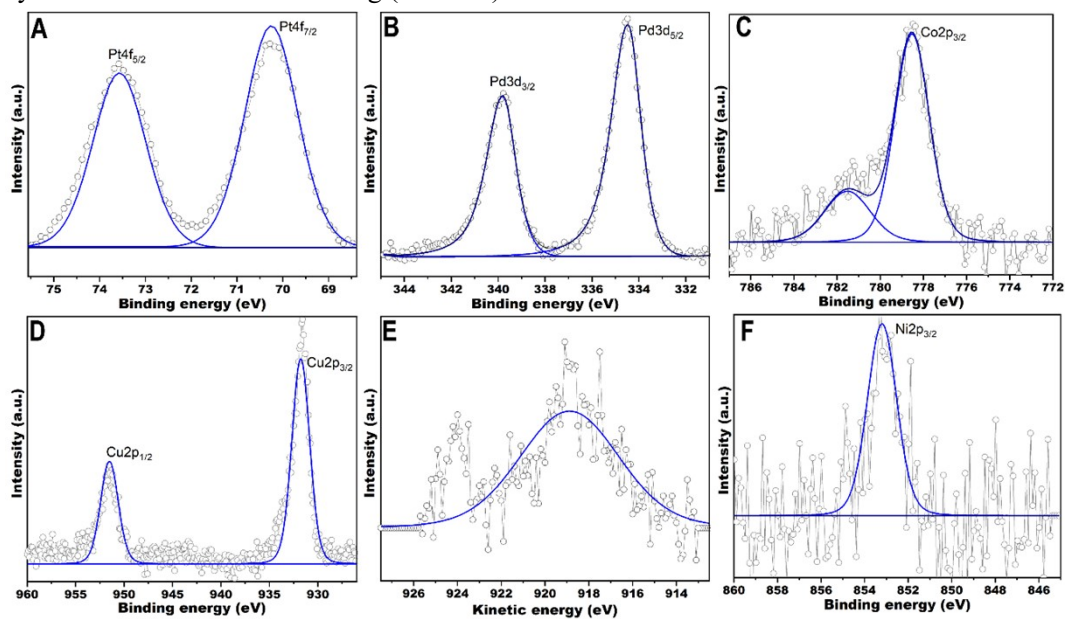 A
Pt4f5/2
Pt4f7/2
Intensity (a.u.)
75 74 73 72 71 70 69
Binding energy (eV)
B
Pd3d3/2
Pd3d5/2
Intensity (a.u.)
344 342 340 338 336 334 332
Binding energy (eV)
C
Co2p3/2
Intensity (a.u.)
786 784 782 780 778 776 774 772
Binding energy (eV)
D
Cu2p1/2
Cu2p3/2
Intensity (a.u.)
960 955 950 945 940 935 930
Binding energy (eV)
E
Intensity (a.u.)
926 924 922 920 918 916 914
Kinetic energy (eV)
F
Ni2p3/2
Intensity (a.u.)
860 858 856 854 852 850 848 846
Binding energy (eV)